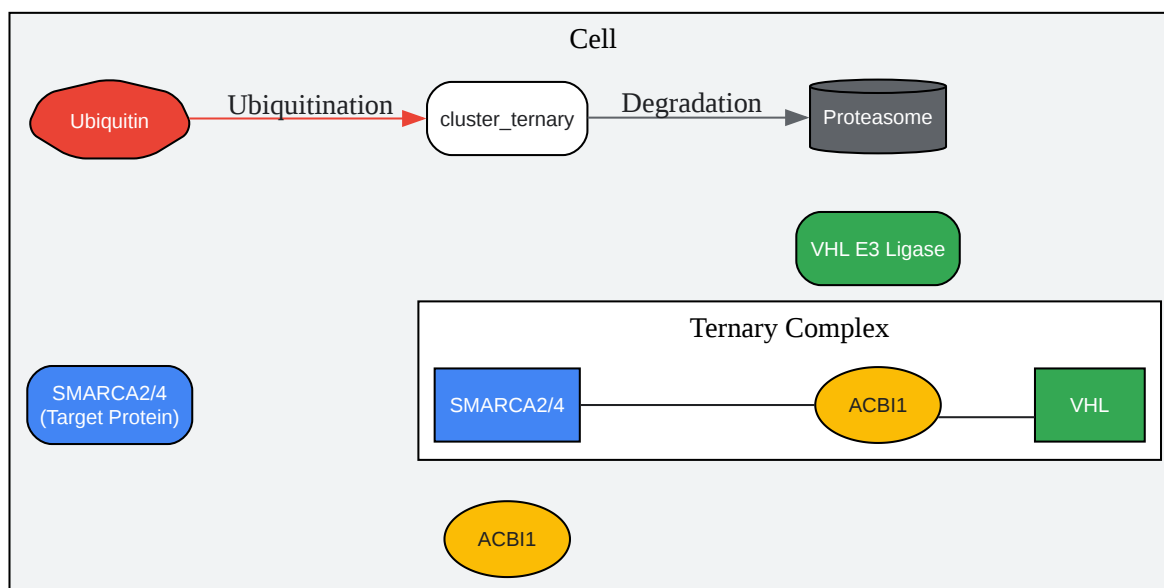 Cell
Ubiquitin
Ubiquitination
cluster_ternary
Degradation
Proteasome
VHL E3 Ligase
Ternary Complex
SMARCA2/4
(Target Protein)
SMARCA2/4
ACBI1
VHL
ACBI1